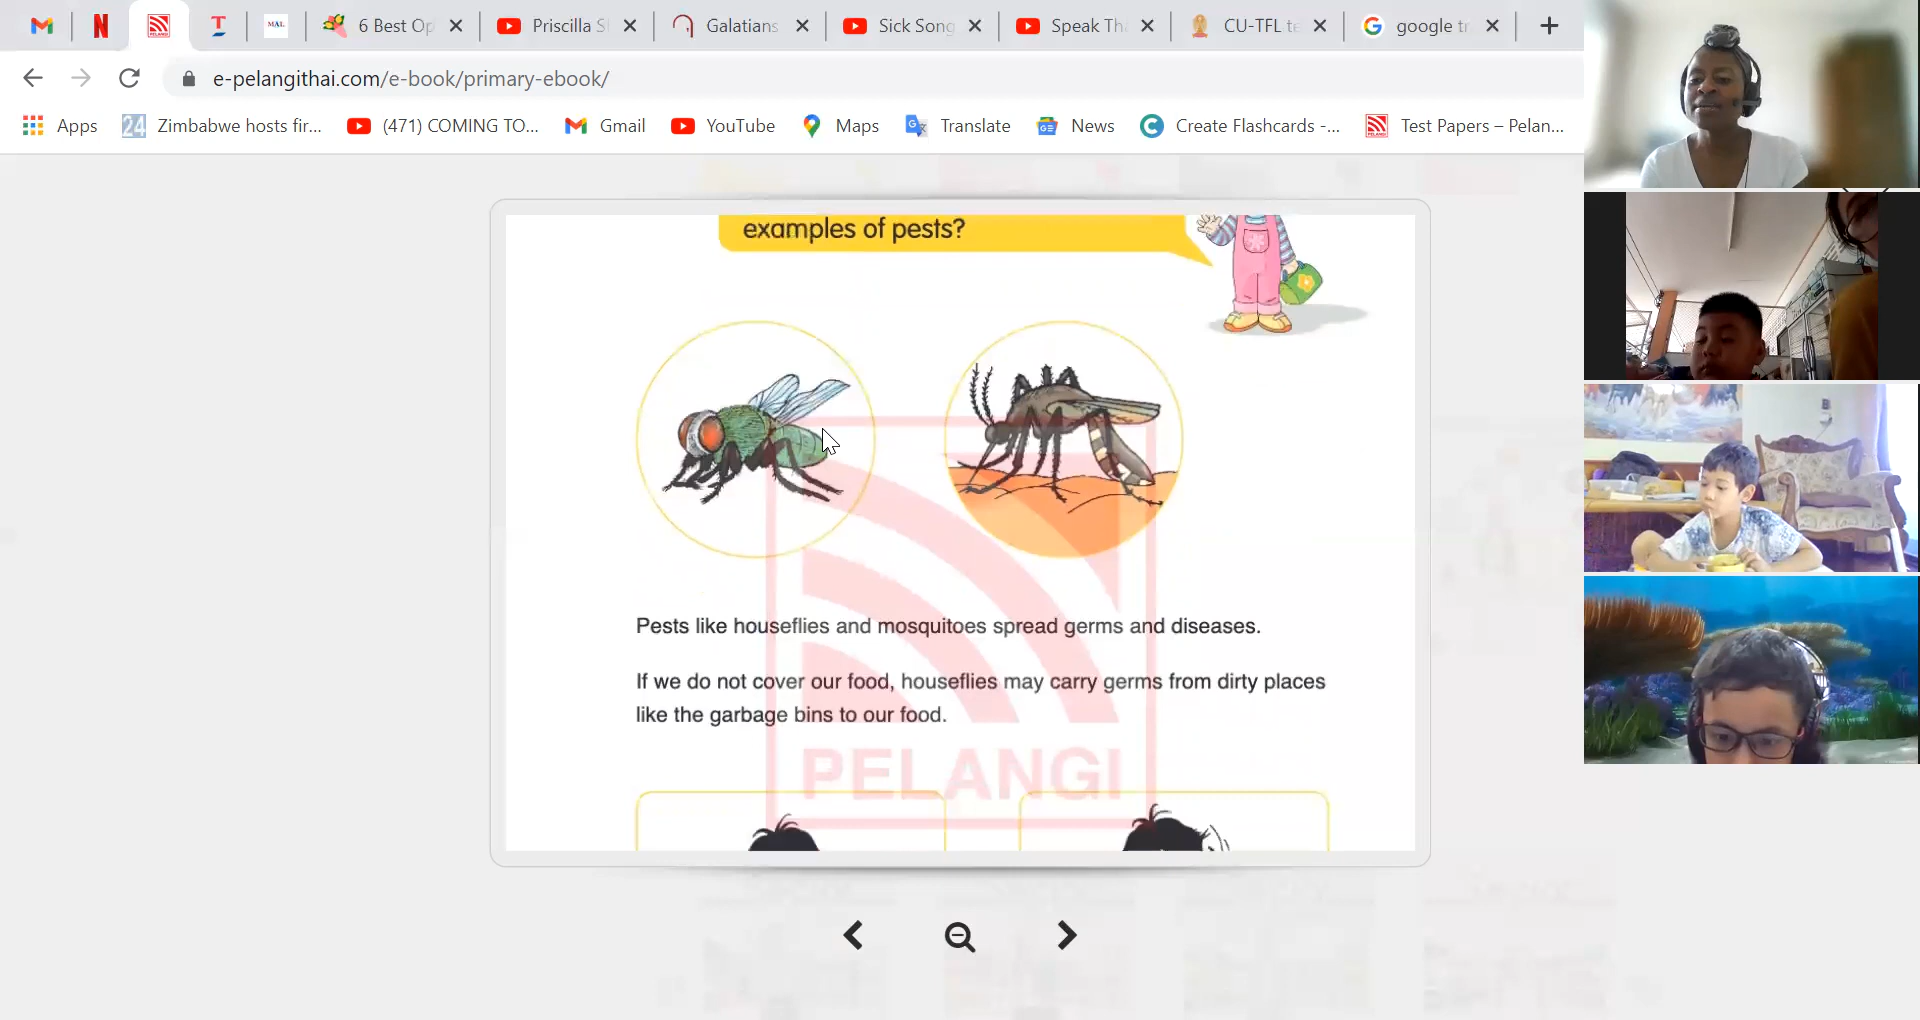 6 Best Op
Priscilla S
Galatians
Sick Song
Speak Th
CU-TFL te
google tr
e-pelangithai.com/e-book/primary-ebook/
Apps
24
Zimbabwe hosts fir...
(471) COMING TO...
Gmail
YouTube
Maps
Translate
News
Create Flashcards -...
Test Papers – Pelan...
examples of pests?
Pests like houseflies and mosquitoes spread germs and diseases.
If we do not cover our food, houseflies may carry germs from dirty places
like the garbage bins to our food.
PELANGI